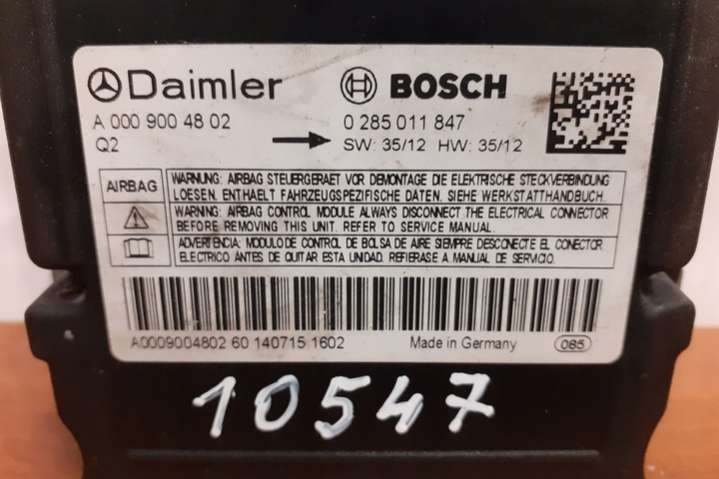 Daimler BOSCH
A 000 900 48 02 0 285 011 847
Q2 SW: 35/12 HW: 35/12
AIRBAG
WARNUNG: AIRBAG STEUERGERAET VOR DEMONTAGE DIE ELEKTRISCHE STECKVERBINDUNG
LOESEN. ENTHAELT FAHRZEUGSPEZIFISCHE DATEN. SIEHE WERKSTATTHANDBUCH.
WARNING: AIRBAG CONTROL MODULE ALWAYS DISCONNECT THE ELECTRICAL CONNECTOR
BEFORE REMOVING THIS UNIT. REFER TO SERVICE MANUAL.
ADVERTENCIA: MODULO DE CONTROL DE BOLSA DE AIRE SIEMPRE DESCONECTE EL CONECTOR
ELECTRICO ANTES DE QUITAR ESTA UNIDAD. REFIERASE A MANUAL DE SERVICIO.
A0009004802 60 140715 1602 Made in Germany 085
10547